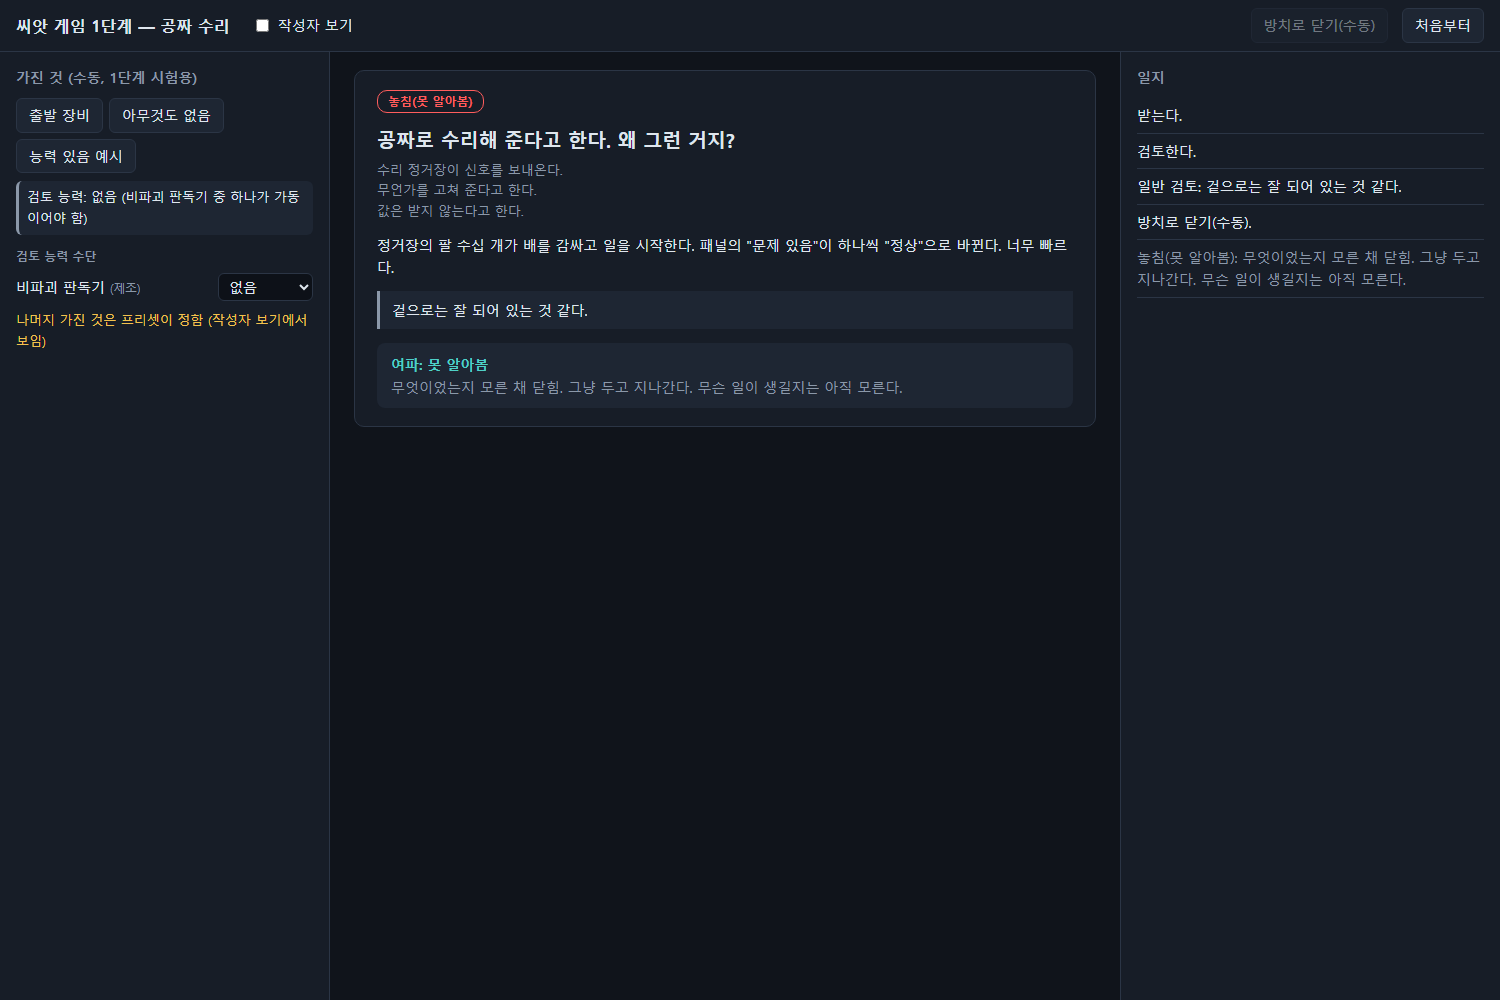 씨앗 게임 1단계 — 공짜 수리
작성자 보기
방치로 닫기(수동)
처음부터
가진 것 (수동, 1단계 시험용)
출발 장비
아무것도 없음
능력 있음 예시
검토 능력: 없음 (비파괴 판독기 중 하나가 가동
이어야 함)
검토 능력 수단
비파괴 판독기 (제조)
없음
나머지 가진 것은 프리셋이 정함 (작성자 보기에서
보임)
놓침(못 알아봄)
공짜로 수리해 준다고 한다. 왜 그런 거지?
수리 정거장이 신호를 보내온다.
무언가를 고쳐 준다고 한다.
값은 받지 않는다고 한다.
정거장의 팔 수십 개가 배를 감싸고 일을 시작한다. 패널의 "문제 있음"이 하나씩 "정상"으로 바뀐다. 너무 빠르
다.
겉으로는 잘 되어 있는 것 같다.
여파: 못 알아봄
무엇이었는지 모른 채 닫힘. 그냥 두고 지나간다. 무슨 일이 생길지는 아직 모른다.
일지
받는다.
검토한다.
일반 검토: 겉으로는 잘 되어 있는 것 같다.
방치로 닫기(수동).
놓침(못 알아봄): 무엇이었는지 모른 채 닫힘. 그냥 두고
지나간다. 무슨 일이 생길지는 아직 모른다.